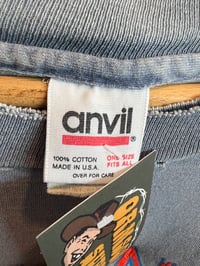 anvil®
100% COTTON
MADE IN U.S.A.
ONE SIZE
FITS ALL
OVER FOR CARE